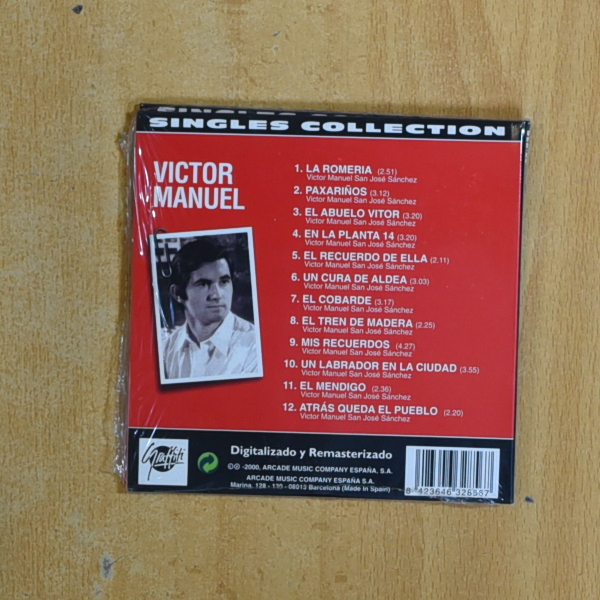 SINGLES COLLECTION
VICTOR
MANUEL
1. LA ROMERIA (2.51)
Victor Manuel San José Sánchez
2. PAXARIÑOS (3.12)
Victor Manuel San José Sánchez
3. EL ABUELO VITOR (3.20)
Victor Manuel San José Sánchez
4. EN LA PLANTA 14 (3.20)
Victor Manuel San José Sánchez
5. EL RECUERDO DE ELLA (2.11)
Victor Manuel San José Sánchez
6. UN CURA DE ALDEA (3.03)
Victor Manuel San José Sánchez
7. EL COBARDE (3.17)
Victor Manuel San José Sánchez
8. EL TREN DE MADERA (2.25)
Victor Manuel San José Sánchez
9. MIS RECUERDOS (4.27)
Victor Manuel San José Sánchez
10. UN LABRADOR EN LA CIUDAD (3.55)
Victor Manuel San José Sánchez
11. EL MENDIGO (2.36)
Victor Manuel San José Sánchez
12. ATRÁS QUEDA EL PUEBLO (2.20)
Victor Manuel San José Sánchez
Graffiti
Digitalizado y Remasterizado
©℗ -2000, ARCADE MUSIC COMPANY ESPAÑA, S.A.
ARCADE MUSIC COMPANY ESPAÑA S.A.
Marina, 128 - 130 - 08013 Barcelona (Made in Spain)
8 423646 326587